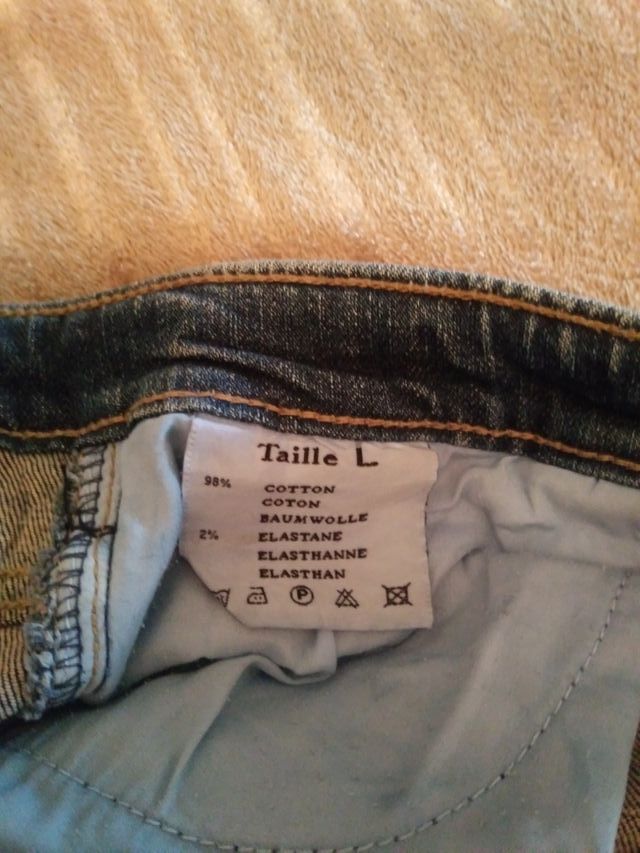 Taille L
98% COTTON
COTON
BAUMWOLLE
2% ELASTANE
ELASTHANNE
ELASTHAN
P